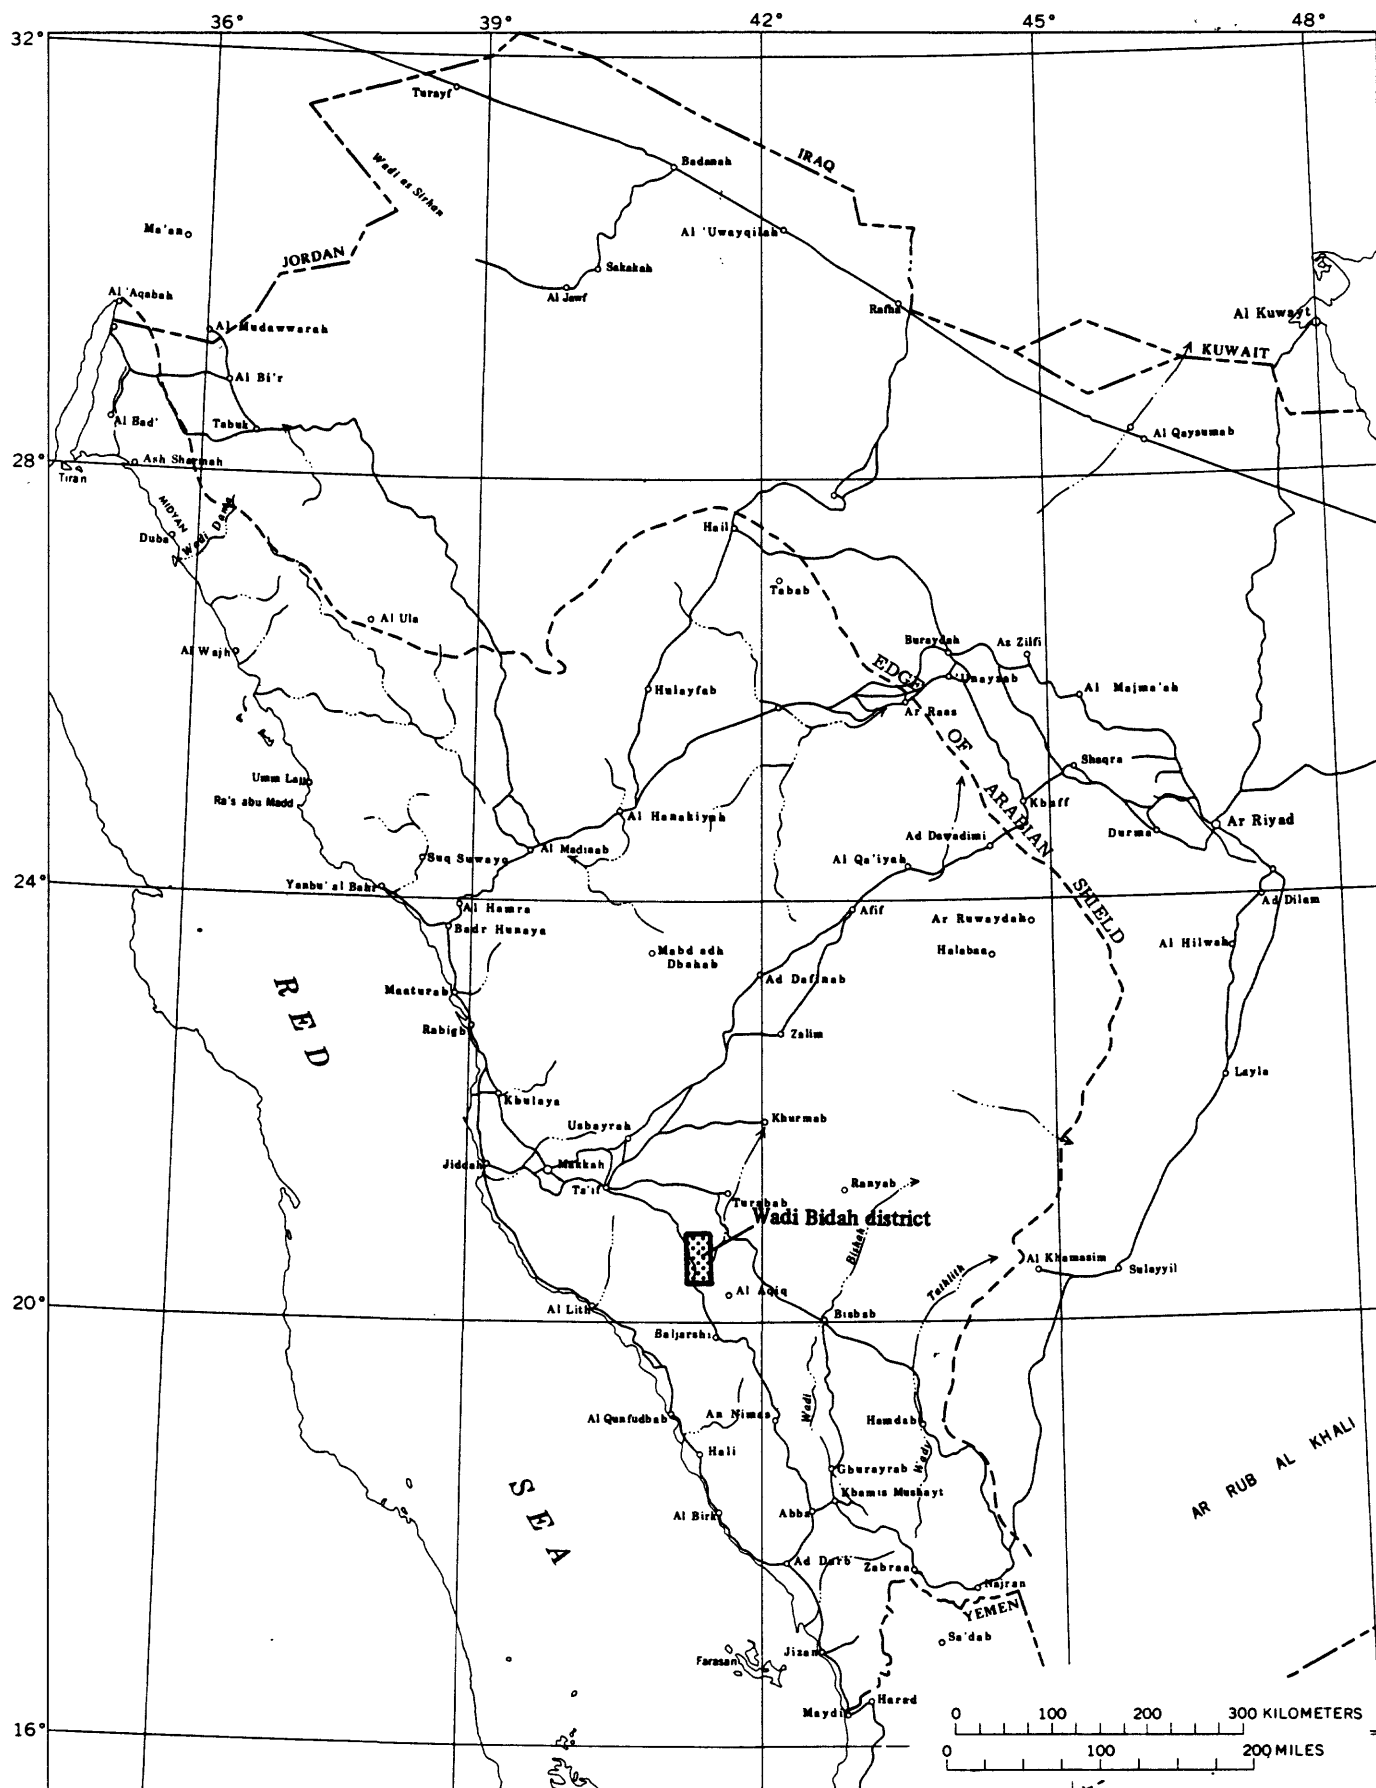 36°
39°
42°
45°
48°
32°
Turayf
Wadi as Sirhan
IRAQ
Badanah
Ma'an
JORDAN
Al 'Uwayqilah
Sakakah
Al Jawf
Al 'Aqabah
Al Mudawwarah
Rafha
Al Kuwayt
KUWAIT
Al Bi'r
Al Bad'
Tabuk
Al Qaysumah
28°
Ash Sharmah
Tiran
MIDYAN
Duba
Wadi Dama
Hail
Tabab
Al Ula
Al Wajh
Buraydah
Az Zilfi
'Unayzah
EDGE
Hulayfah
Al Majma'ah
Ar Rass
OF
Shaqra
Umm Lajj
Ra's abu Madd
ARABIAN
Khaff
Al Hanakiyah
Ar Riyad
Durma
Ad Dawadimi
Al Madinah
Suq Suwayq
Al Qa'iyah
SHIELD
24°
Yanbu' al Bahr
Al Hamra
Afif
Ad Dilam
Badr Hunayn
Ar Ruwaydah
Mahd adh
Dhahab
Halaban
Al Hilwah
Ad Dafinah
Masturah
RED
Rabigh
Zalim
Layla
Khulays
Usbayrah
Khurmah
Jiddah
Makkah
Ta'if
Turabah
Ranyah
Wadi Bidah district
Bishah
Al Khamasim
Sulayyil
Tathlith
Al Aqiq
20°
Al Lith
Bishah
Baljarshi
Al Qunfudhah
An Nimas
Wadi
Hamdah
Hali
Wadi
AR RUB AL KHALI
Ghurayrah
Khamis Mushayt
SEA
Al Birk
Abha
Ad Darb
Zahran
Najran
YEMEN
Sa'dah
Jizan
Farasan
Maydi
Harad
0 100 200 300 KILOMETERS
16°
0 100 200 MILES